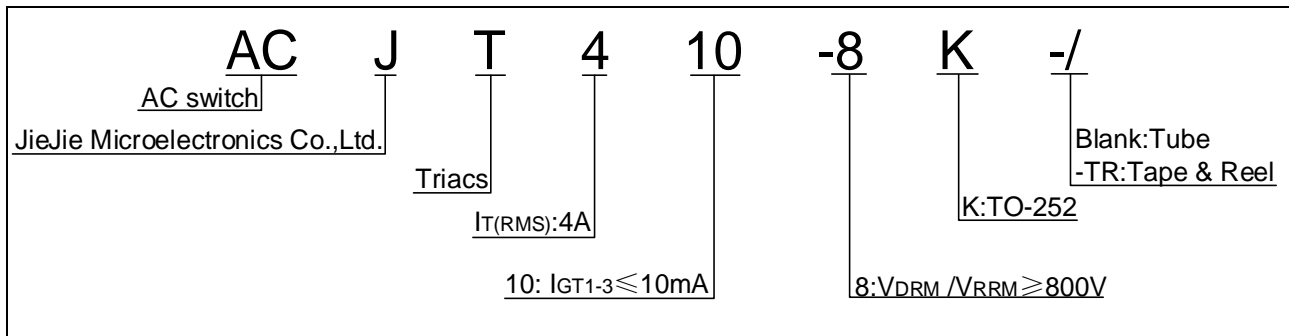 AC J T 4 10 -8 K -/
AC switch
JieJie Microelectronics Co.,Ltd.
Blank:Tube
-TR:Tape & Reel
Triacs
K:TO-252
IT(RMS):4A
10: IGT1-3≤10mA
8:VDRM /VRRM≥800V